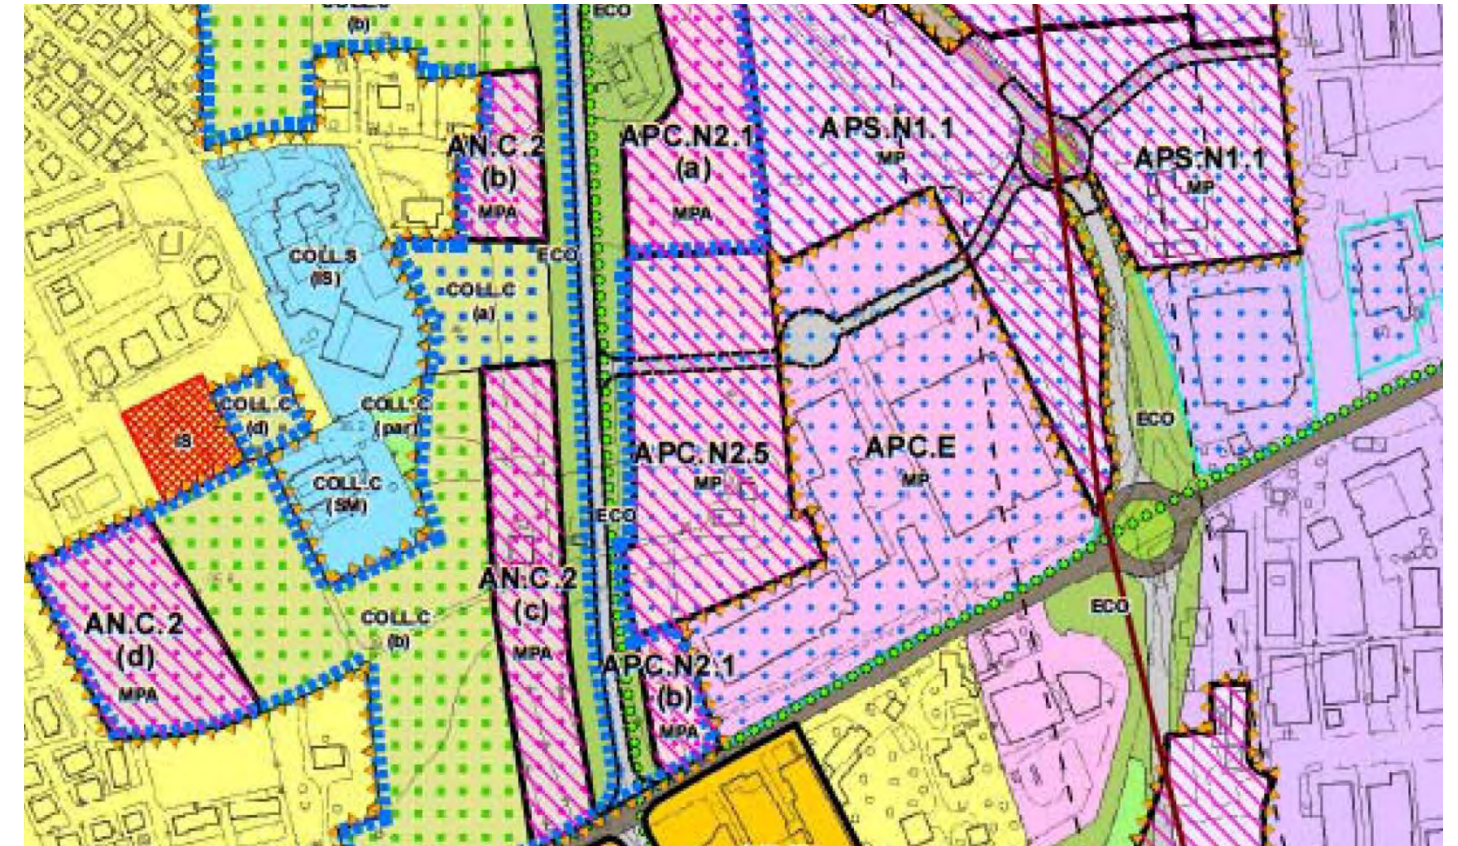 COLL.C
(b)
ECO
AN.C.2
(b)
MPA
APC.N2.1
(a)
MPA
APS.N1.1
MP
APS.N1.1
MP
COLL.S
(IS)
ECO
COLL.C
(a)
COLL.C
(d)
IS
COLL.C
(par)
COLL.C
(SM)
APC.N2.5
MP
APC.E
MP
ECO
ECO
AN.C.2
(c)
MPA
COLL.C
(b)
AN.C.2
(d)
MPA
APC.N2.1
(b)
MPA
ECO